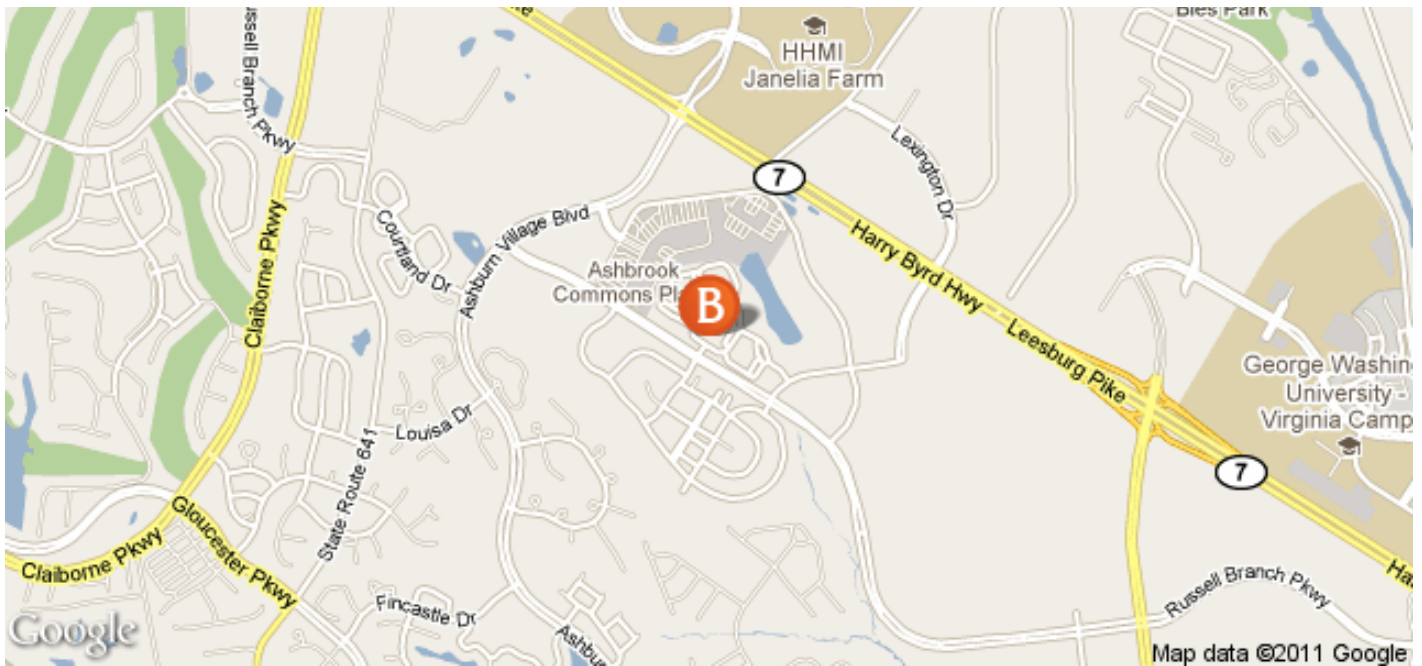 Bles Park
HHMI
Janelia Farm
Russell Branch Pkwy
Lexington Dr
7
Claiborne Pkwy
Courtland Dr
Ashburn Village Blvd
Harry Byrd Hwy
Ashbrook
Commons
B
Leesburg Pike
George Washin
University -
Virginia Camp
Louisa Dr
State Route 641
7
Gloucester Pkwy
Claiborne Pkwy
Fincastle Dr
Russell Branch Pkwy
Google
Map data ©2011 Google